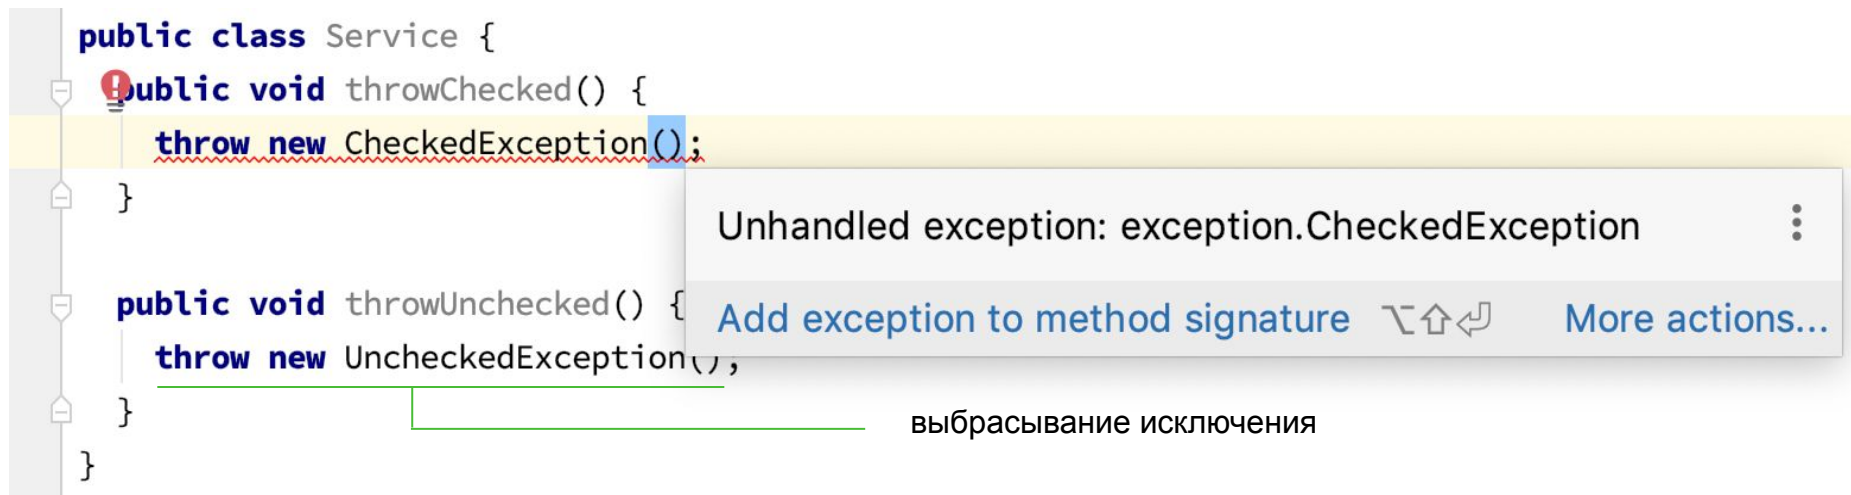 public class Service {
public void throwChecked() {
throw new CheckedException();
}
Unhandled exception: exception.CheckedException
Add exception to method signature ⌥⇧⏎ More actions...
public void throwUnchecked() {
throw new UncheckedException();
}
выбрасывание исключения
}